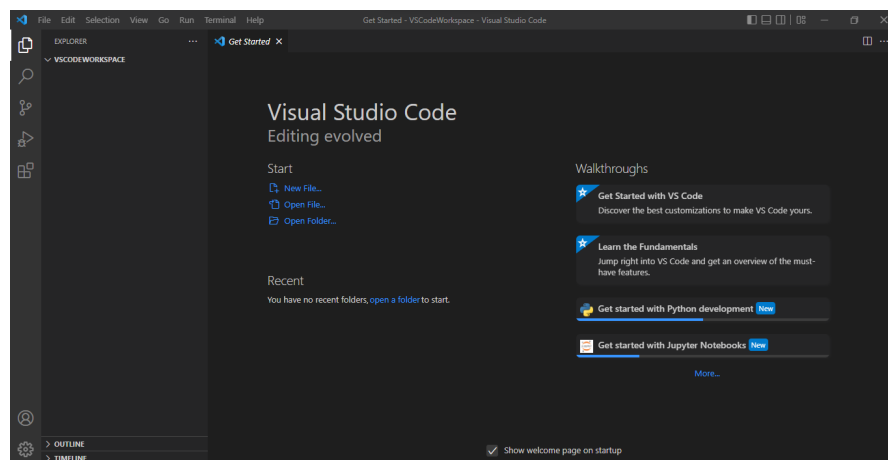 File Edit Selection View Go Run Terminal Help
Get Started - VSCodeWorkspace - Visual Studio Code
EXPLORER
Get Started
VSCODEWORKSPACE
Visual Studio Code
Editing evolved
Start
New File...
Open File...
Open Folder...
Recent
You have no recent folders, open a folder to start.
Walkthroughs
Get Started with VS Code
Discover the best customizations to make VS Code yours.
Learn the Fundamentals
Jump right into VS Code and get an overview of the must-
have features.
Get started with Python development New
Get started with Jupyter Notebooks New
More...
OUTLINE
TIMELINE
Show welcome page on startup